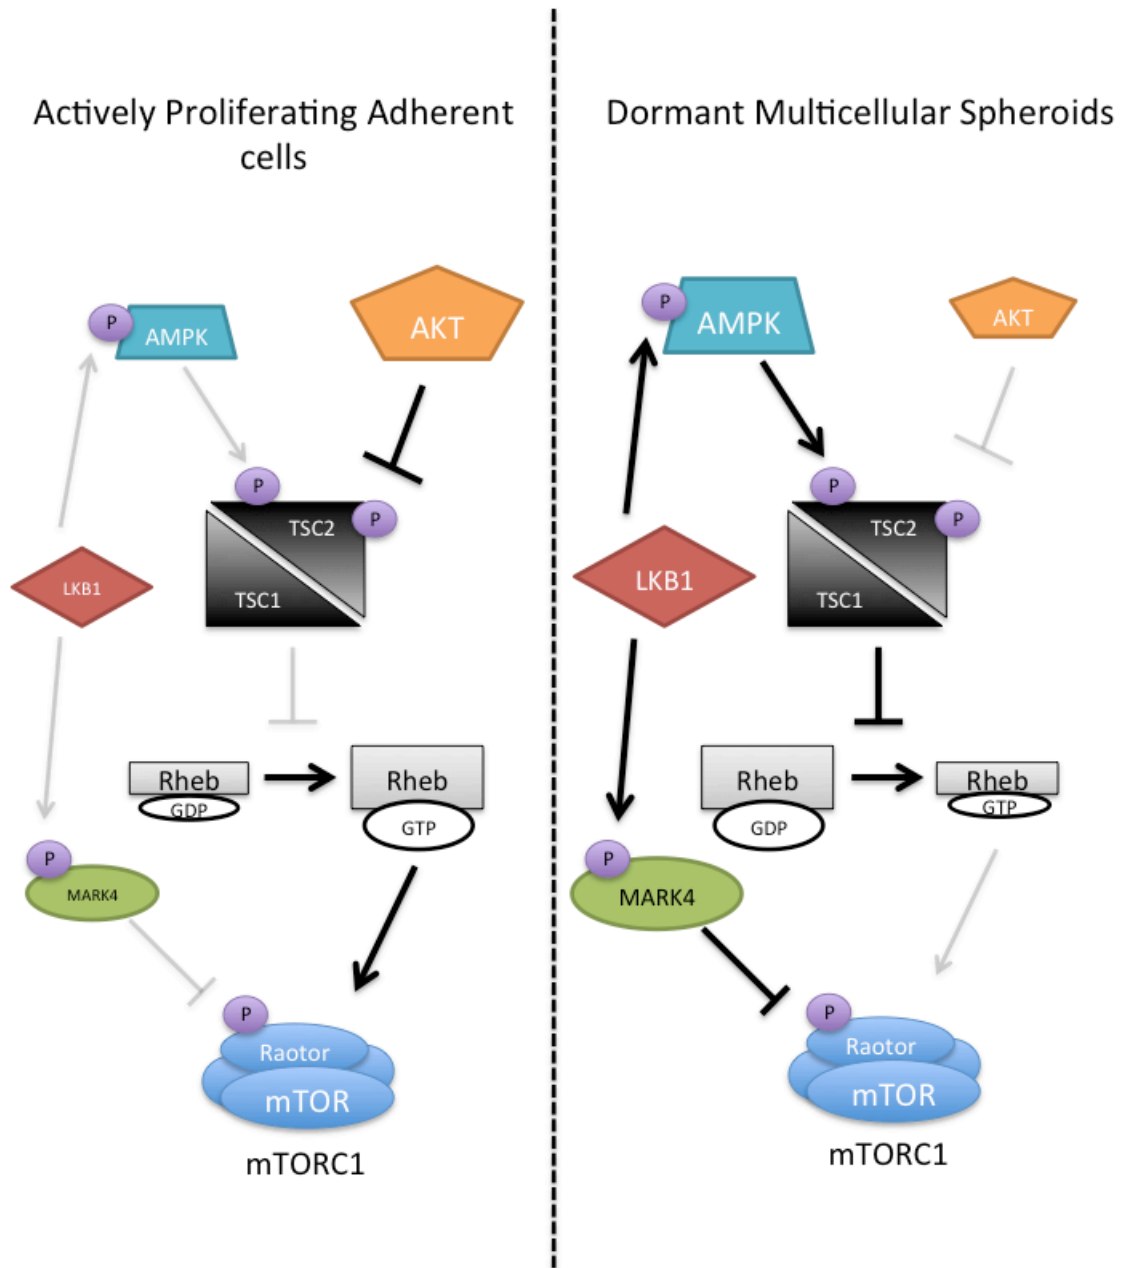 Actively Proliferating Adherent
cells
P
AMPK
AKT
P
P
TSC2
TSC1
LKB1
Rheb
GDP
Rheb
GTP
P
MARK4
P
Raotor
mTOR
mTORC1
Dormant Multicellular Spheroids
P
AMPK
AKT
P
P
TSC2
TSC1
LKB1
Rheb
GDP
Rheb
GTP
P
MARK4
P
Raotor
mTOR
mTORC1